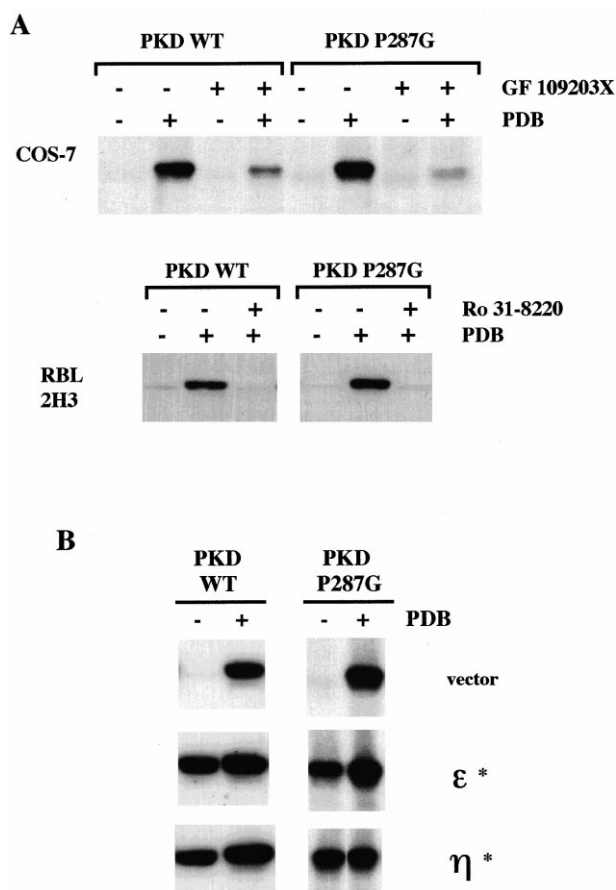 A
PKD WT PKD P287G
- - + + - - + + GF 109203X
- + - + - + - + PDB
COS-7
PKD WT PKD P287G
- - + - - + Ro 31-8220
- + + - + + PDB
RBL
2H3
B
PKD
WT
PKD
P287G
- + - + PDB
vector
ε *
η *